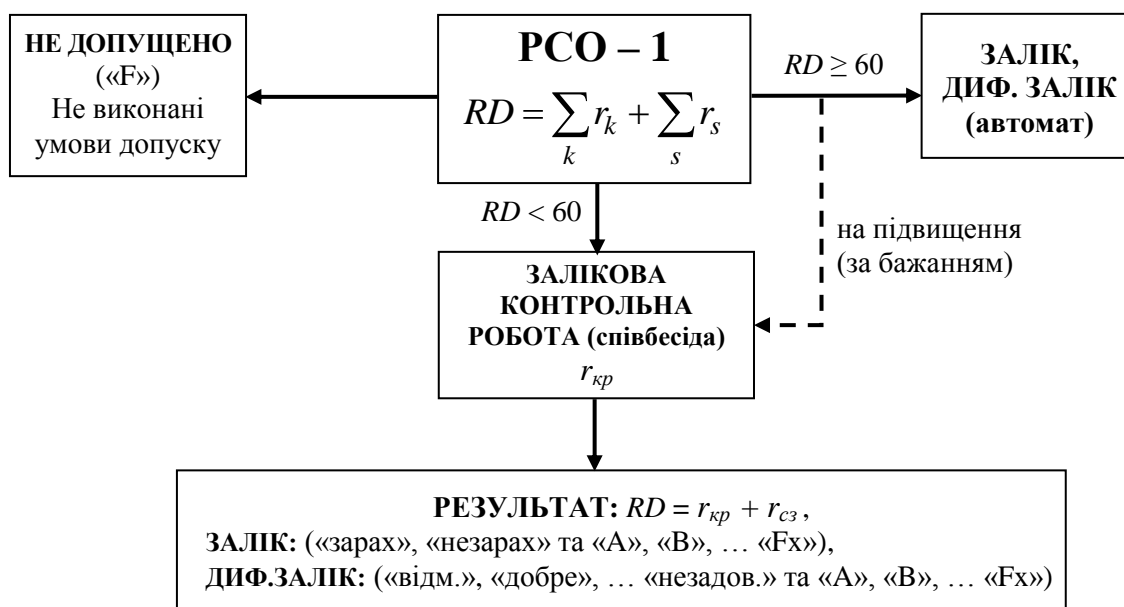 НЕ ДОПУЩЕНО
(«F»)
Не виконані
умови допуску
РСО – 1
RD = ∑ r_k + ∑ r_s
k s
RD ≥ 60
ЗАЛІК,
ДИФ. ЗАЛІК
(автомат)
RD < 60
на підвищення
(за бажанням)
ЗАЛІКОВА
КОНТРОЛЬНА
РОБОТА (співбесіда)
r_кр
РЕЗУЛЬТАТ: RD = r_кр + r_сз ,
ЗАЛІК: («зарах», «незарах» та «А», «В», … «Fx»),
ДИФ.ЗАЛІК: («відм.», «добре», … «незадов.» та «А», «В», … «Fx»)